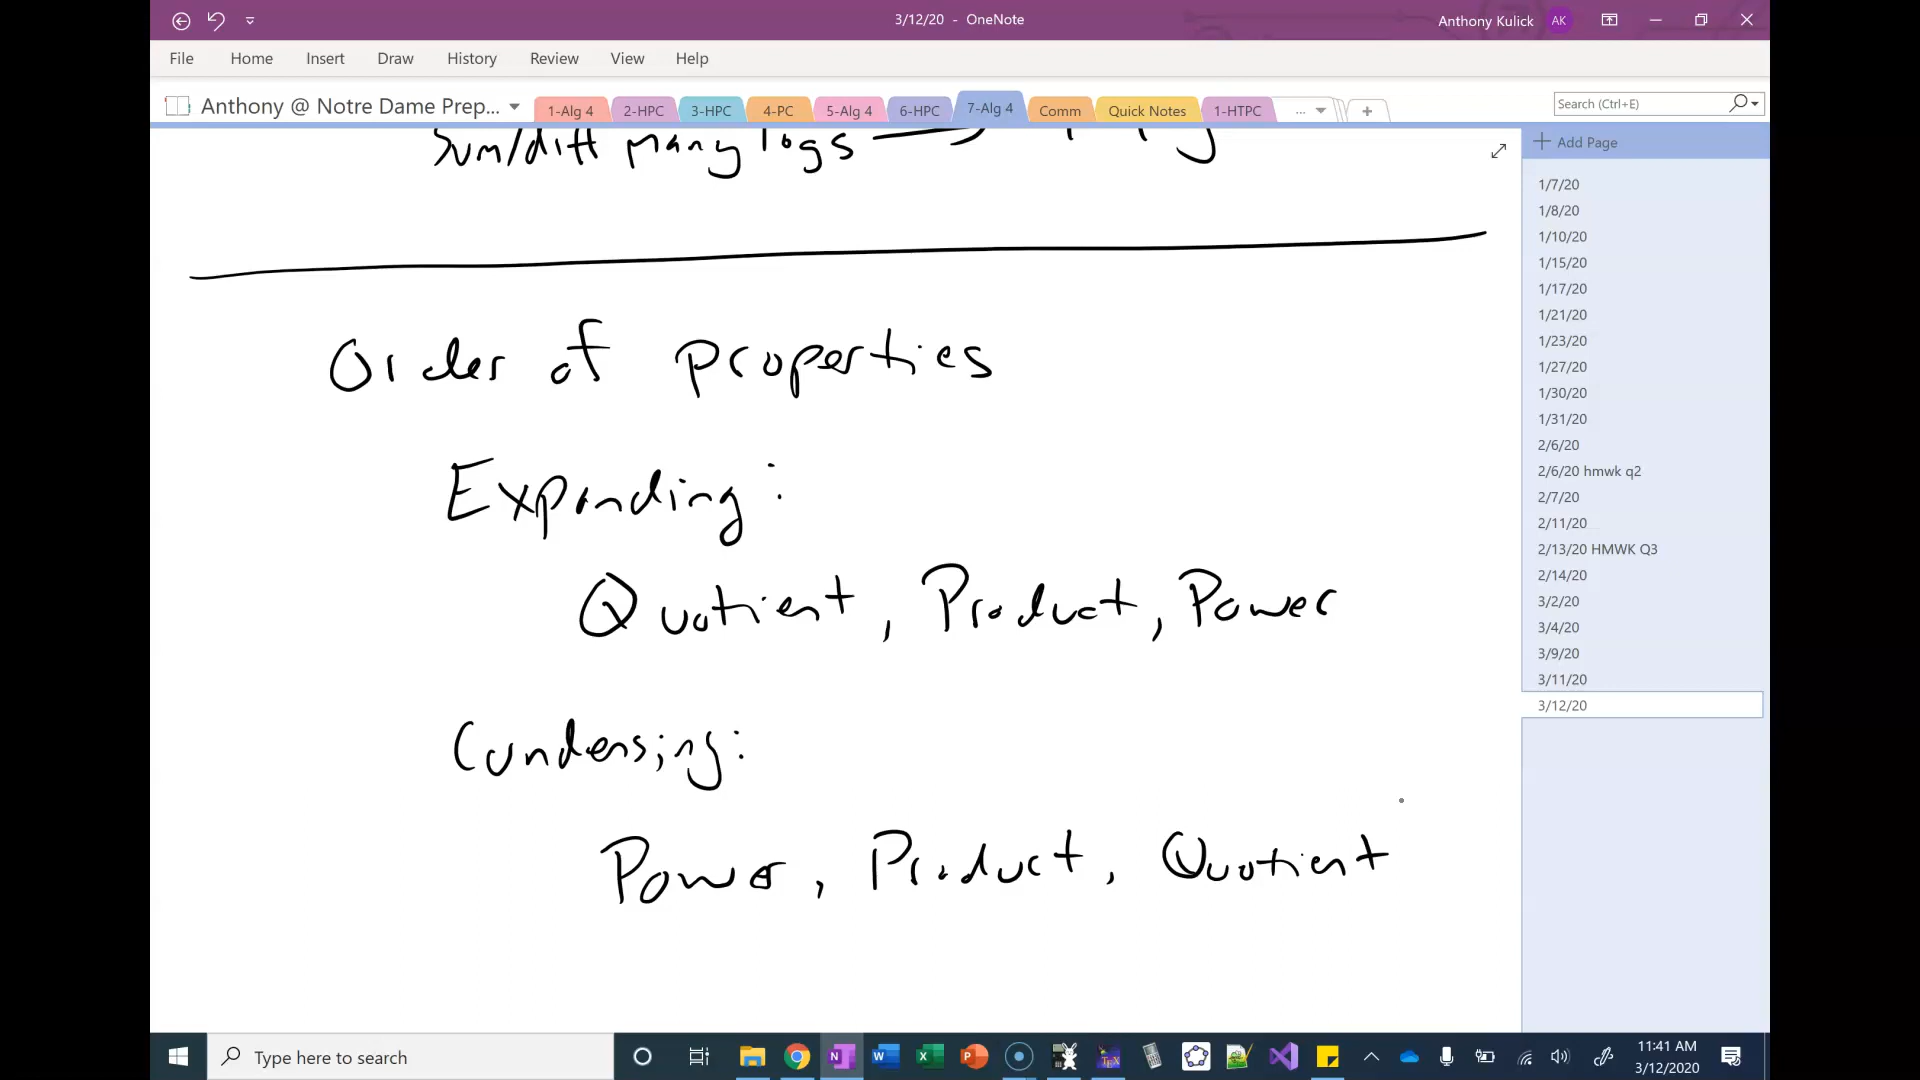 3/12/20 - OneNote
Anthony Kulick AK
File Home Insert Draw History Review View Help
Anthony @ Notre Dame Prep... 1-Alg 4 2-HPC 3-HPC 4-PC 5-Alg 4 6-HPC 7-Alg 4 Comm Quick Notes 1-HTPC ... +
Search (Ctrl+E)
Sum/diff many logs
Order of properties
Expanding:
Quotient, Product, Power
Condensing:
Power, Product, Quotient
Add Page
1/7/20
1/8/20
1/10/20
1/15/20
1/17/20
1/21/20
1/23/20
1/27/20
1/30/20
1/31/20
2/6/20
2/6/20 hmwk q2
2/7/20
2/11/20
2/13/20 HMWK Q3
2/14/20
3/2/20
3/4/20
3/9/20
3/11/20
3/12/20
Type here to search
11:41 AM
3/12/2020